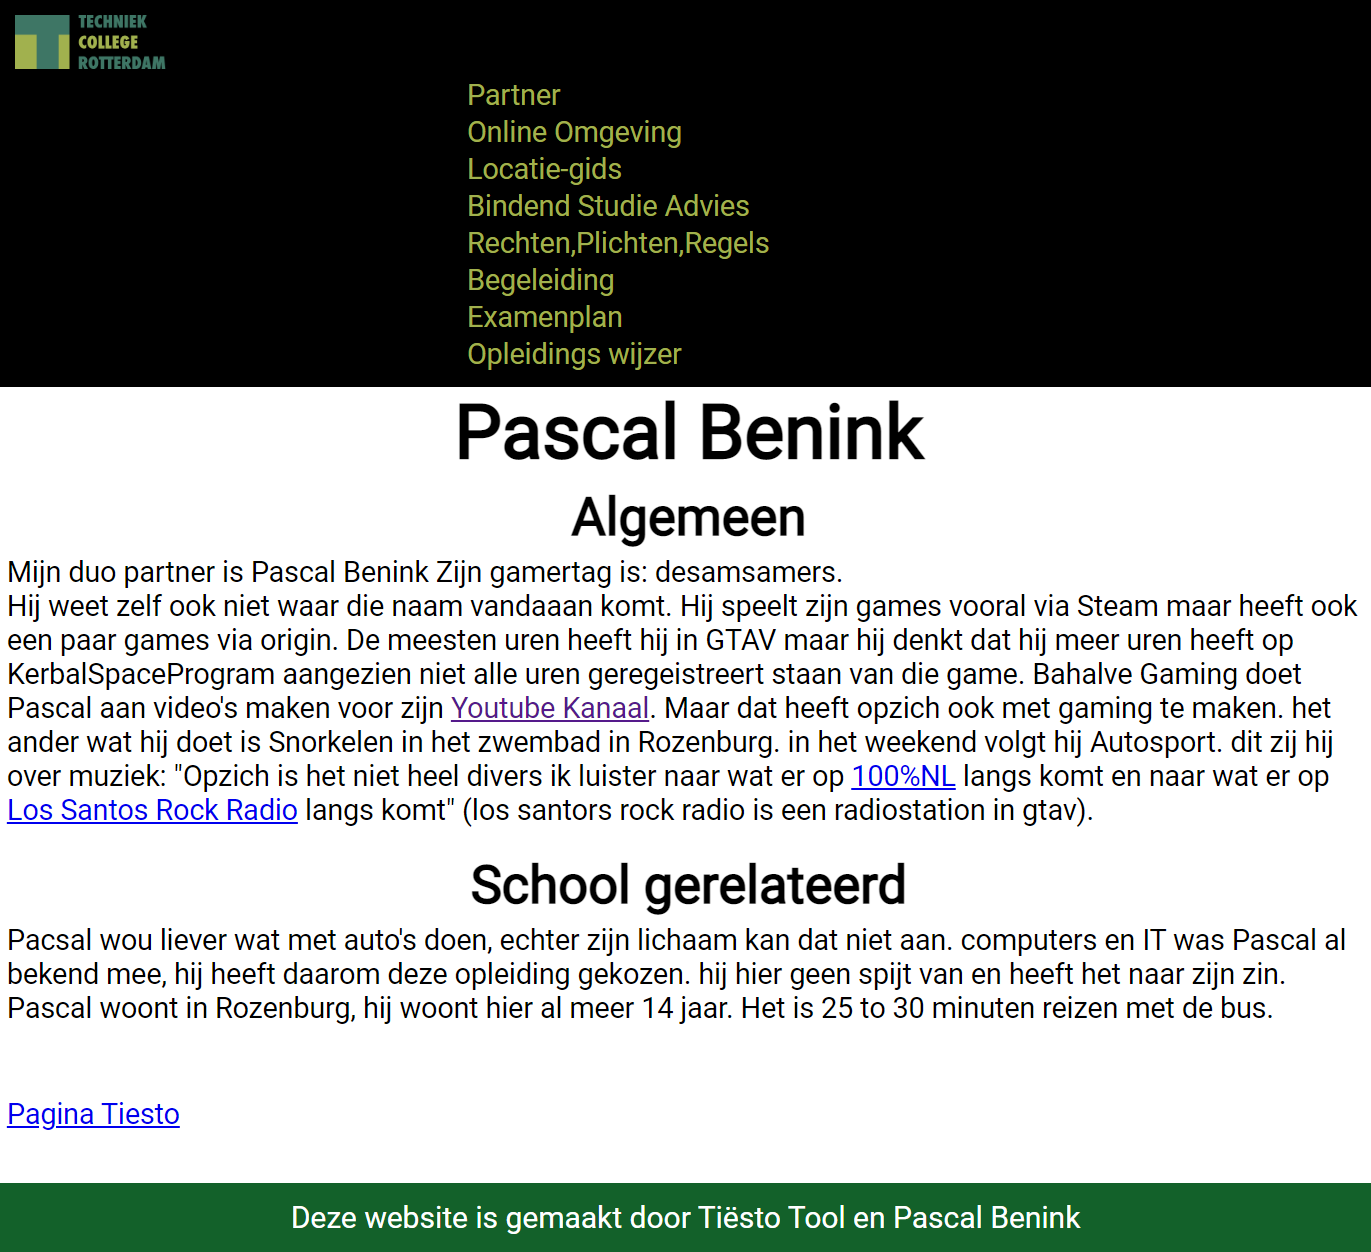 TECHNIEK
COLLEGE
ROTTERDAM
Partner
Online Omgeving
Locatie-gids
Bindend Studie Advies
Rechten,Plichten,Regels
Begeleiding
Examenplan
Opleidings wijzer
Pascal Benink
Algemeen
Mijn duo partner is Pascal Benink Zijn gamertag is: desamsamers.
Hij weet zelf ook niet waar die naam vandaaan komt. Hij speelt zijn games vooral via Steam maar heeft ook
een paar games via origin. De meesten uren heeft hij in GTAV maar hij denkt dat hij meer uren heeft op
KerbalSpaceProgram aangezien niet alle uren geregeistreert staan van die game. Bahalve Gaming doet
Pascal aan video's maken voor zijn Youtube Kanaal. Maar dat heeft opzich ook met gaming te maken. het
ander wat hij doet is Snorkelen in het zwembad in Rozenburg. in het weekend volgt hij Autosport. dit zij hij
over muziek: "Opzich is het niet heel divers ik luister naar wat er op 100%NL langs komt en naar wat er op
Los Santos Rock Radio langs komt" (los santors rock radio is een radiostation in gtav).
School gerelateerd
Pacsal wou liever wat met auto's doen, echter zijn lichaam kan dat niet aan. computers en IT was Pascal al
bekend mee, hij heeft daarom deze opleiding gekozen. hij hier geen spijt van en heeft het naar zijn zin.
Pascal woont in Rozenburg, hij woont hier al meer 14 jaar. Het is 25 to 30 minuten reizen met de bus.
Pagina Tiesto
Deze website is gemaakt door Tiësto Tool en Pascal Benink